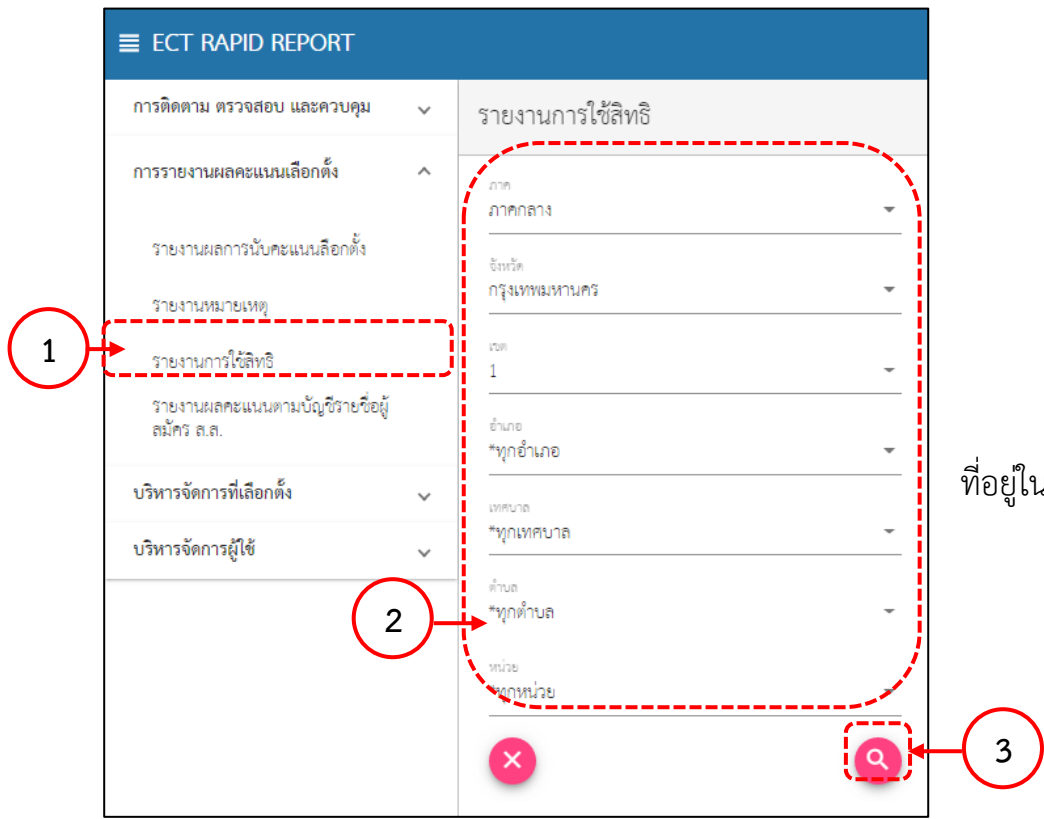 ECT RAPID REPORT
การติดตาม ตรวจสอบ และควบคุม
การรายงานผลคะแนนเลือกตั้ง
รายงานผลการนับคะแนนลือกตั้ง
รายงานหมายเหตุ
1
รายงานการใช้สิทธิ
รายงานผลคะแนนตามบัญชีรายชื่อผู้
สมัคร ส.ส.
บริหารจัดการที่เลือกตั้ง
บริหารจัดการผู้ใช้
รายงานการใช้สิทธิ
ภาค
ภาคกลาง
จังหวัด
กรุงเทพมหานคร
เขต
1
อำเภอ
*ทุกอำเภอ
เทศบาล
*ทุกเทศบาล
ตำบล
*ทุกตำบล
2
หน่วย
*ทุกหน่วย
3
ที่อยู่ใน